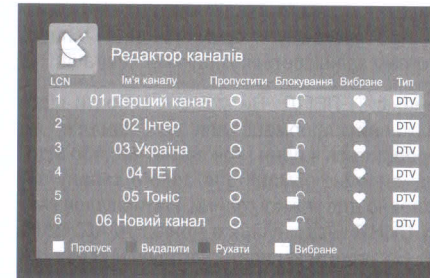 Редактор каналів
LCN Ім'я каналу Пропустити Блокування Вибране Тип
1 01 Перший канал DTV
2 02 Інтер DTV
3 03 Україна DTV
4 04 ТЕТ DTV
5 05 Тоніс DTV
6 06 Новий канал DTV
Пропуск Видалити Рухати Вибране